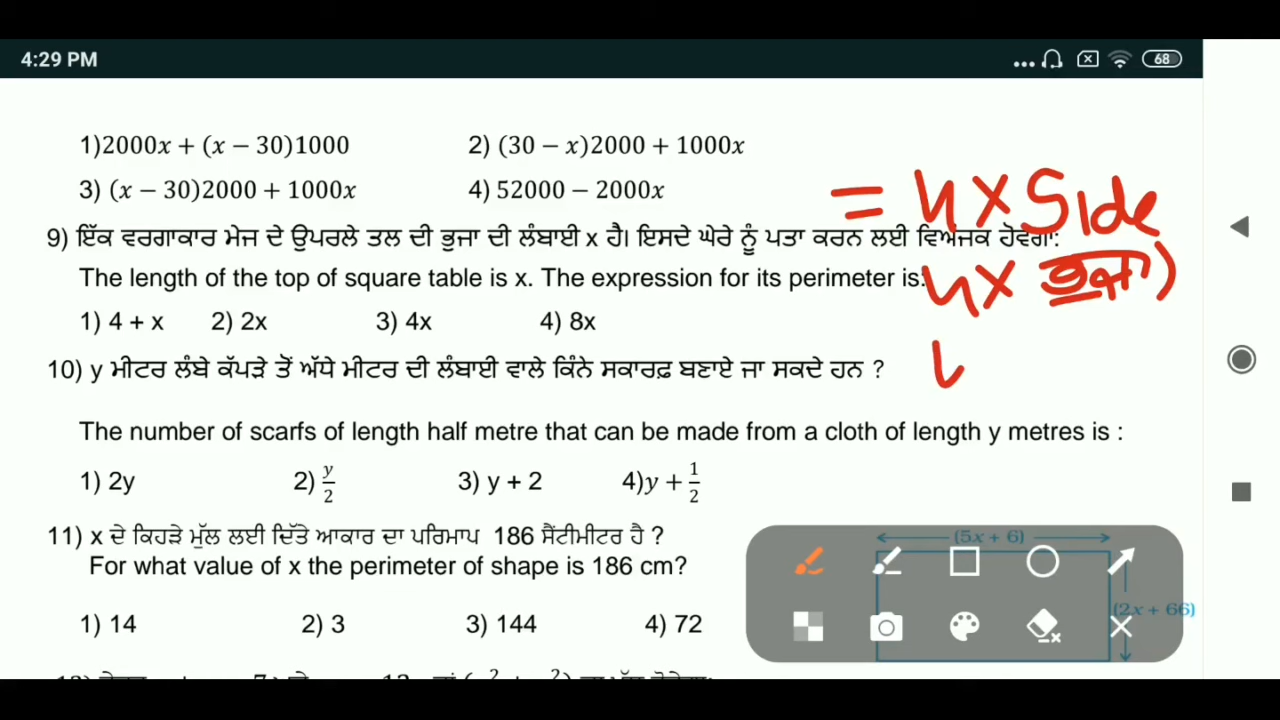 4:29 PM
68
1)2000x + (x − 30)1000 2) (30 − x)2000 + 1000x
3) (x − 30)2000 + 1000x 4) 52000 − 2000x
= 4 X Side
9) ਇੱਕ ਵਰਗਾਕਾਰ ਮੇਜ ਦੇ ਉਪਰਲੇ ਤਲ ਦੀ ਭੁਜਾ ਦੀ ਲੰਬਾਈ x ਹੈ। ਇਸਦੇ ਘੇਰੇ ਨੂੰ ਪਤਾ ਕਰਨ ਲਈ ਵਿਅੰਜਕ ਹੋਵੇਗਾ:
The length of the top of square table is x. The expression for its perimeter is:
4 X ਭੁਜਾ)
1) 4 + x 2) 2x 3) 4x 4) 8x
10) y ਮੀਟਰ ਲੰਬੇ ਕੱਪੜੇ ਤੋਂ ਅੱਧੇ ਮੀਟਰ ਦੀ ਲੰਬਾਈ ਵਾਲੇ ਕਿੰਨੇ ਸਕਾਰਫ਼ ਬਣਾਏ ਜਾ ਸਕਦੇ ਹਨ ?
The number of scarfs of length half metre that can be made from a cloth of length y metres is :
1) 2y 2) y/2 3) y + 2 4)y + 1/2
11) x ਦੇ ਕਿਹੜੇ ਮੁੱਲ ਲਈ ਦਿੱਤੇ ਆਕਾਰ ਦਾ ਪਰਿਮਾਪ 186 ਸੈਂਟੀਮੀਟਰ ਹੈ ?
For what value of x the perimeter of shape is 186 cm?
(5x + 6)
(2x + 66)
1) 14 2) 3 3) 144 4) 72